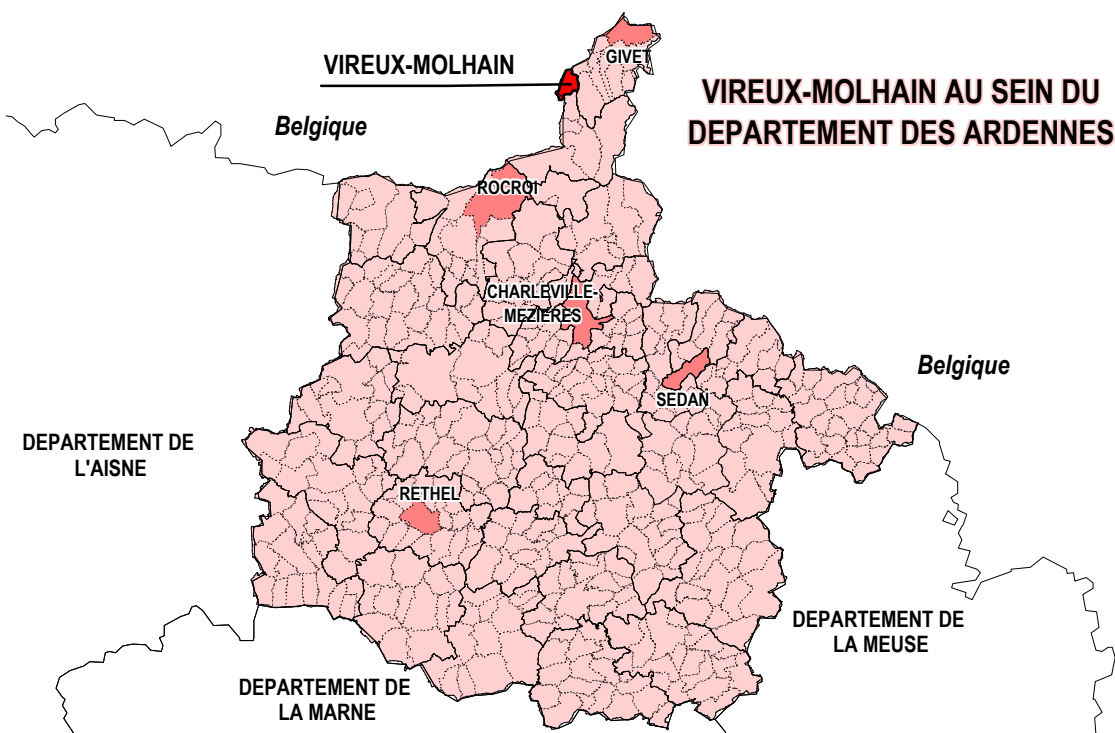 GIVET
VIREUX-MOLHAIN
VIREUX-MOLHAIN AU SEIN DU
DEPARTEMENT DES ARDENNES
Belgique
ROCROI
CHARLEVILLE-
MEZIERES
Belgique
SEDAN
DEPARTEMENT DE
L'AISNE
RETHEL
DEPARTEMENT DE
LA MEUSE
DEPARTEMENT DE
LA MARNE